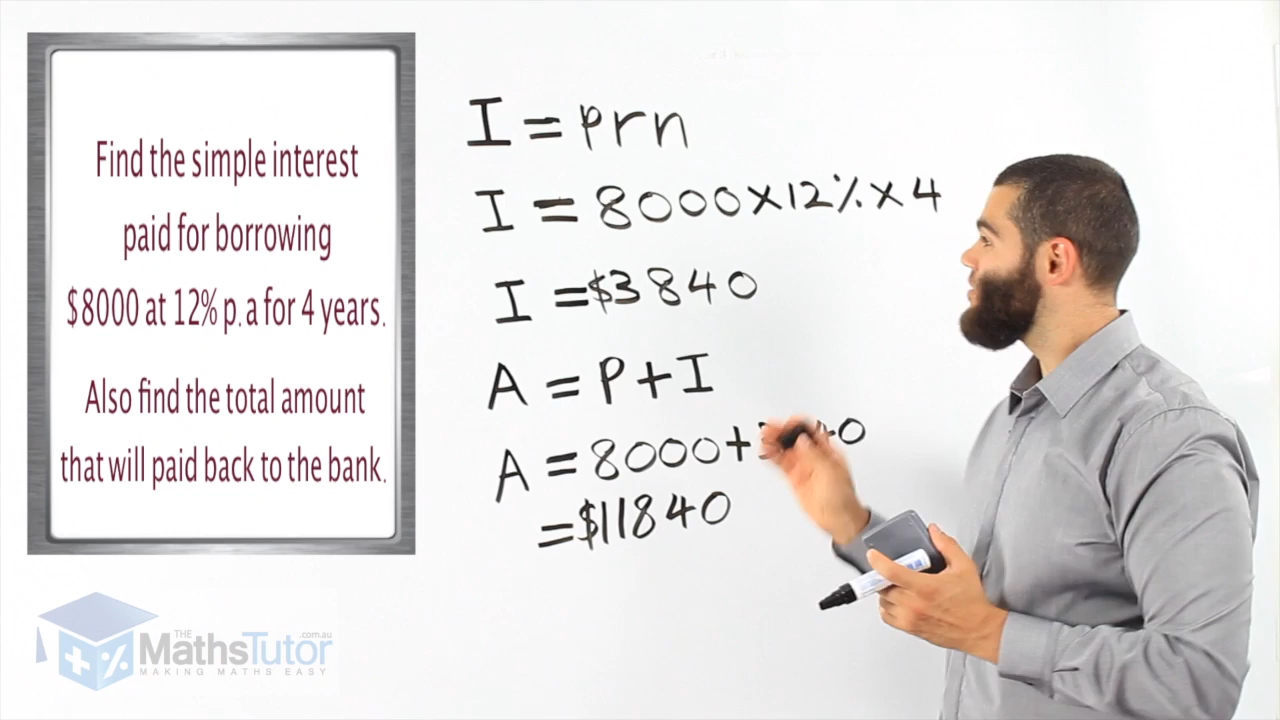 Find the simple interest
paid for borrowing
$8000 at 12% p. a for 4 years.
Also find the total amount
that will paid back to the bank.
I = prn
I = 8000 x 12% x 4
I = $3840
A = P + I
A = 8000 +
= $11840
THE
MathsTutor .com.au
MAKING MATHS EASY